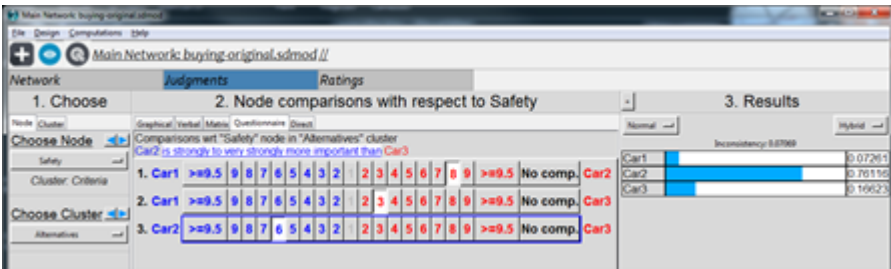 Main Network: buying-original.sdmod
File Design Computations Help
Main Network: buying-original.sdmod //
Network Judgments Ratings
1. Choose 2. Node comparisons with respect to Safety - 3. Results
Node Cluster Graphical Verbal Matrix Questionnaire Direct Normal Hybrid
Choose Node Comparisons wrt "Safety" node in "Alternatives" cluster
Car2 is strongly to very strongly more important than Car3
Inconsistency: 0.07069
Safety
Cluster: Criteria
1. Car1 >=9.5 9 8 7 6 5 4 3 2 1 2 3 4 5 6 7 8 9 >=9.5 No comp. Car2
2. Car1 >=9.5 9 8 7 6 5 4 3 2 1 2 3 4 5 6 7 8 9 >=9.5 No comp. Car3
3. Car2 >=9.5 9 8 7 6 5 4 3 2 1 2 3 4 5 6 7 8 9 >=9.5 No comp. Car3
Choose Cluster
Alternatives
Car1 0.07261
Car2 0.76116
Car3 0.16623